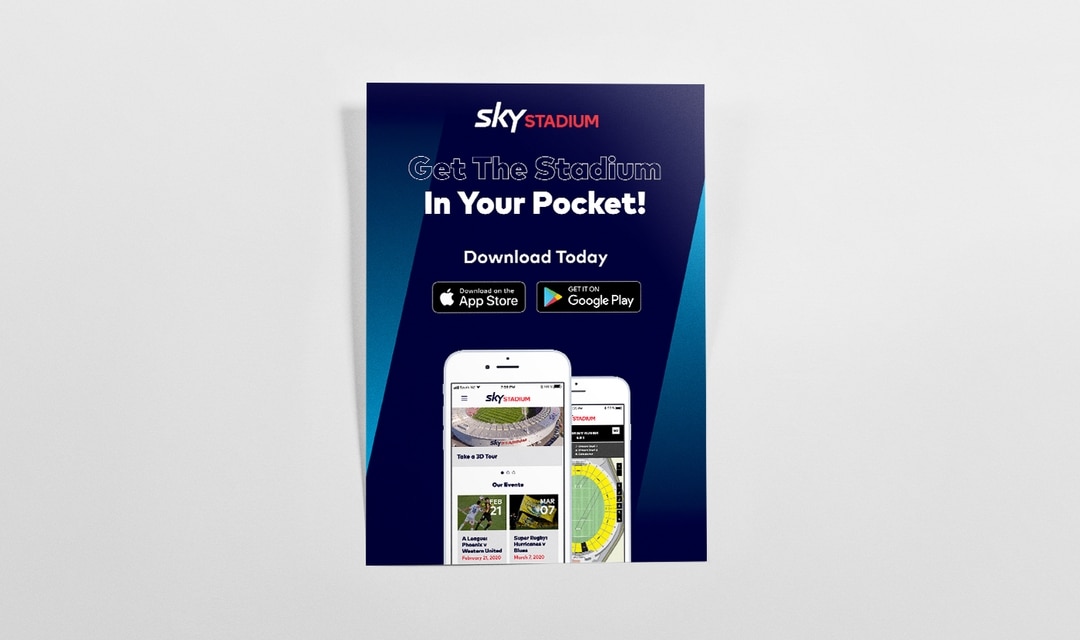 sky STADIUM
Get The Stadium
In Your Pocket!
Download Today
Download on the
App Store
GET IT ON
Google Play
sky STADIUM
Take a 3D Tour
Our Events
FEB
21
MAR
07
A League:
Phoenix v
Western United
February 21, 2020
Super Rugby:
Hurricanes v
Blues
March 7, 2020
STADIUM